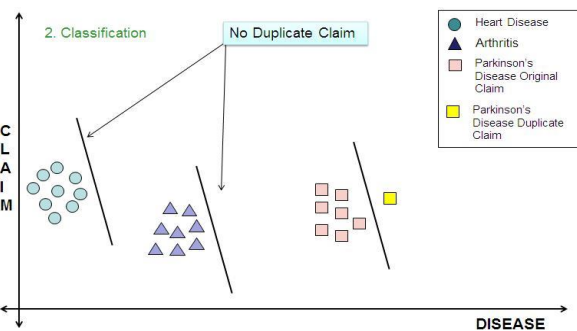 2. Classification
No Duplicate Claim
Heart Disease
Arthritis
Parkinson's
Disease Original
Claim
Parkinson's
Disease Duplicate
Claim
C
L
A
I
M
DISEASE